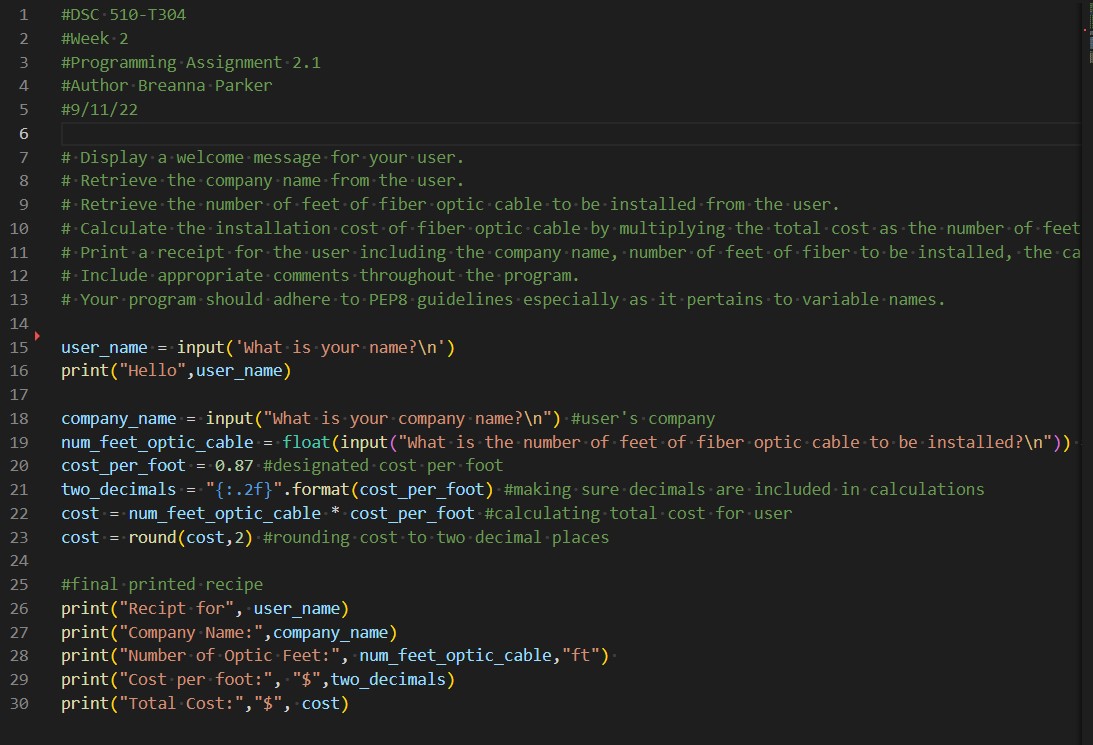 1 #DSC 510-T304
2 #Week 2
3 #Programming Assignment 2.1
4 #Author Breanna Parker
5 #9/11/22
6
7 # Display a welcome message for your user.
8 # Retrieve the company name from the user.
9 # Retrieve the number of feet of fiber optic cable to be installed from the user.
10 # Calculate the installation cost of fiber optic cable by multiplying the total cost as the number of feet
11 # Print a receipt for the user including the company name, number of feet of fiber to be installed, the ca
12 # Include appropriate comments throughout the program.
13 # Your program should adhere to PEP8 guidelines especially as it pertains to variable names.
14
15 user_name = input('What is your name?\n')
16 print("Hello",user_name)
17
18 company_name = input("What is your company name?\n") #user's company
19 num_feet_optic_cable = float(input("What is the number of feet of fiber optic cable to be installed?\n"))
20 cost_per_foot = 0.87 #designated cost per foot
21 two_decimals = "{:.2f}".format(cost_per_foot) #making sure decimals are included in calculations
22 cost = num_feet_optic_cable * cost_per_foot #calculating total cost for user
23 cost = round(cost,2) #rounding cost to two decimal places
24
25 #final printed recipe
26 print("Recipt for", user_name)
27 print("Company Name:",company_name)
28 print("Number of Optic Feet:", num_feet_optic_cable,"ft")
29 print("Cost per foot:", "$",two_decimals)
30 print("Total Cost:","$", cost)